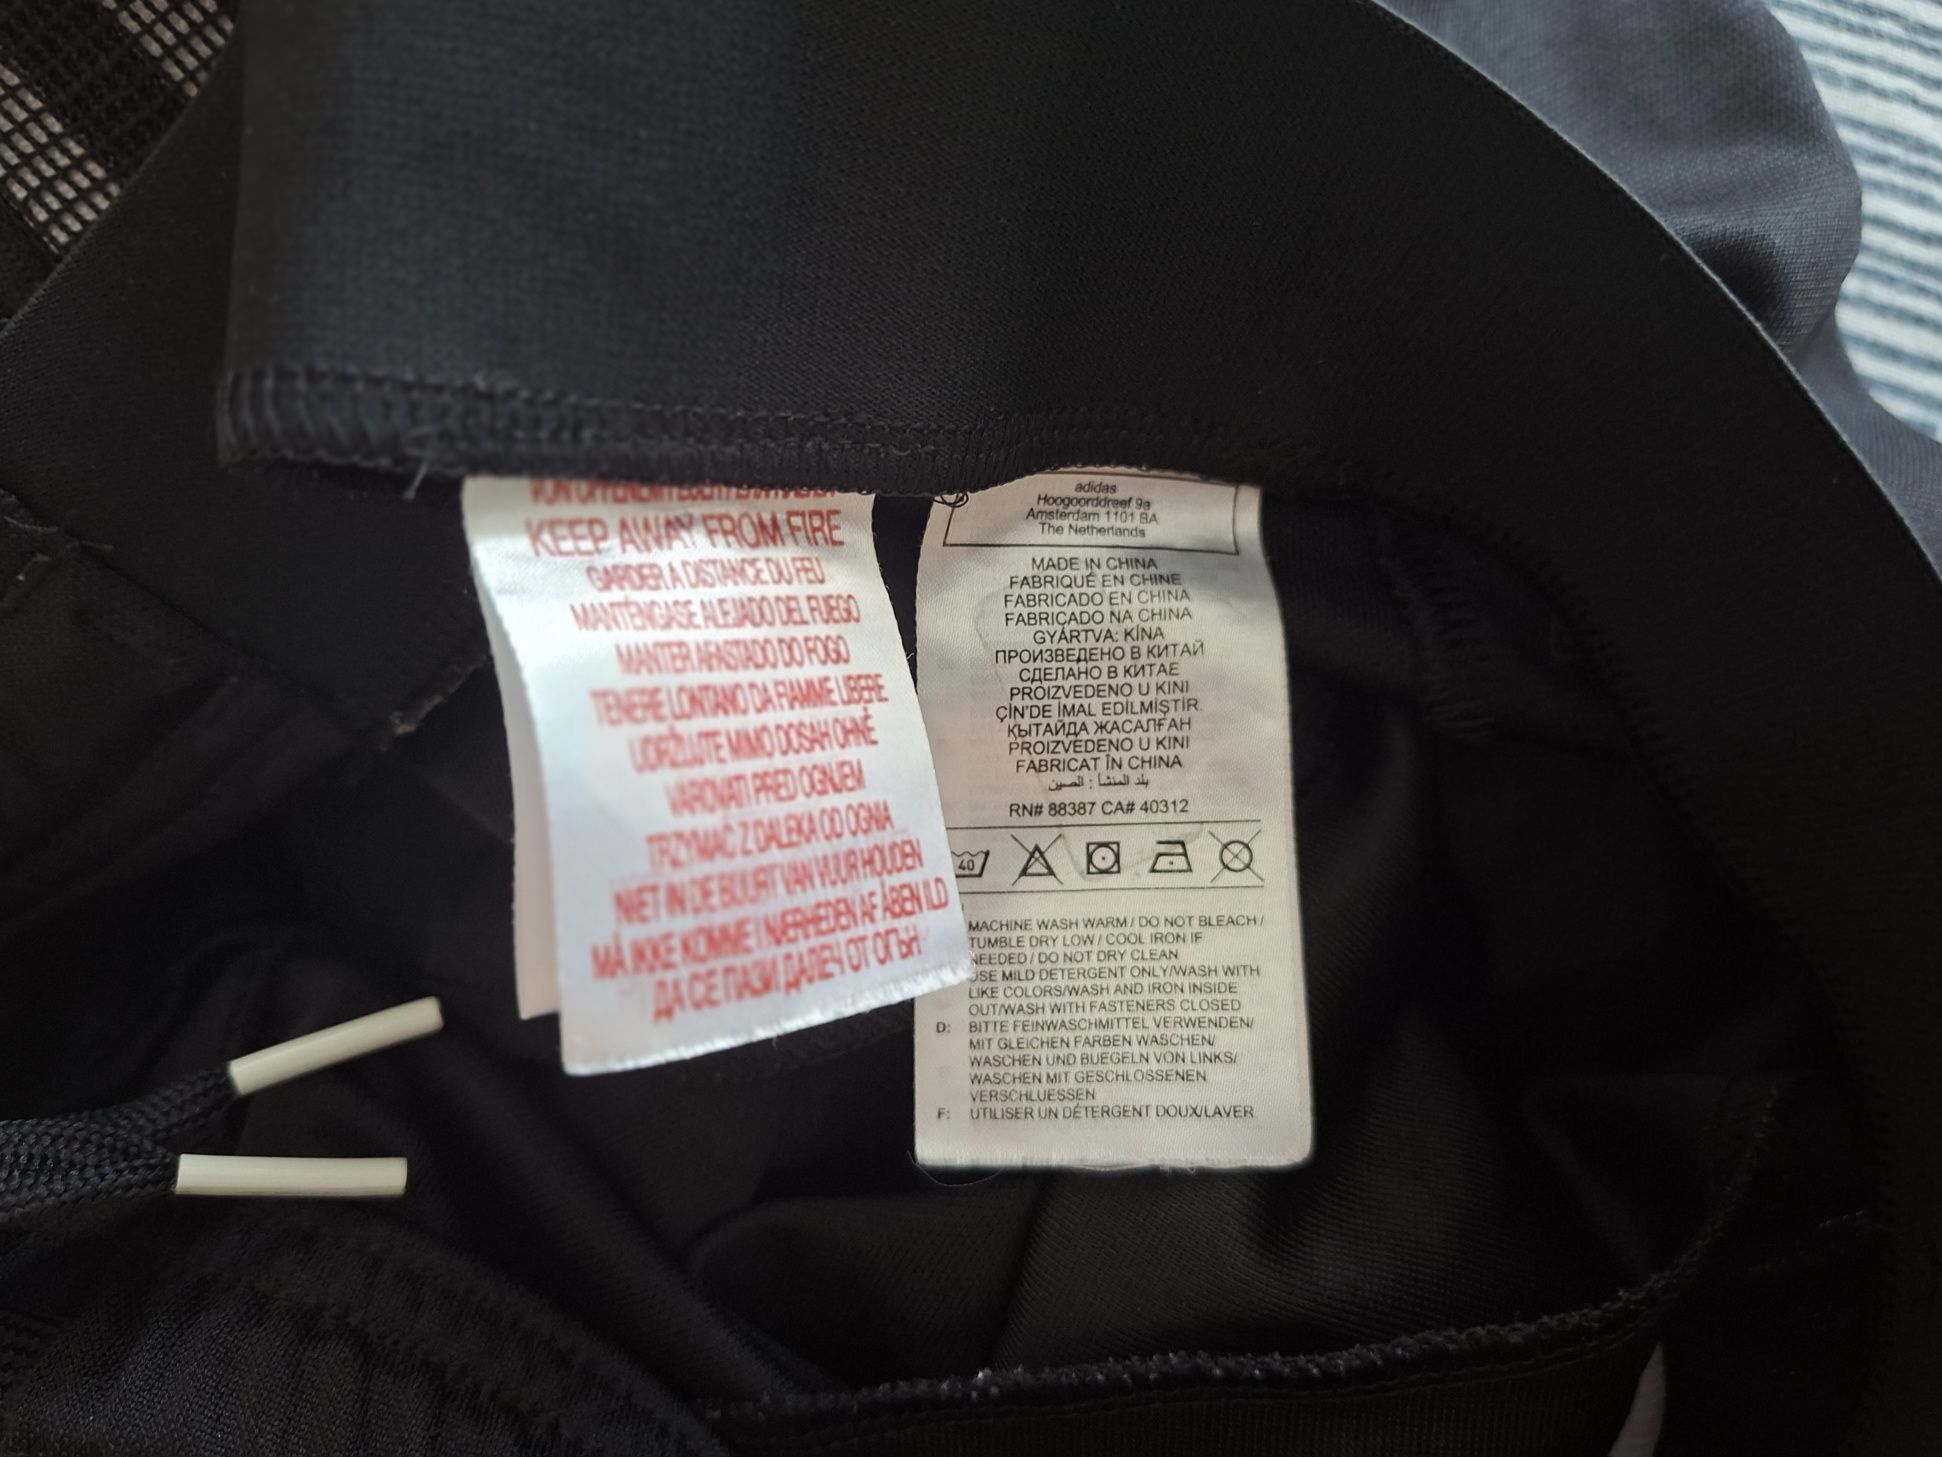 KEEP AWAY FROM FIRE
GARDER A DISTANCE DU FEU
MANTÉNGASE ALEJADO DEL FUEGO
MANTER AFASTADO DO FOGO
TENERE LONTANO DA FIAMME LIBERE
UDRŽUJTE MIMO DOSAH OHNĚ
VAROVATI PRED OGNJEM
TRZYMAĆ Z DALEKA OD OGNIA
NIET IN DE BUURT VAN VUUR HOUDEN
MÅ IKKE KOMME I NÆRHEDEN AF ÅBEN ILD
ДА СЕ ПАЗИ ДАЛЕЧ ОТ ОГЪН
adidas
Hoogoorddreef 9a
Amsterdam 1101 BA
The Netherlands
MADE IN CHINA
FABRIQUÉ EN CHINE
FABRICADO EN CHINA
FABRICADO NA CHINA
GYÁRTVA: KÍNA
ПРОИЗВЕДЕНО В КИТАЙ
СДЕЛАНО В КИТАЕ
PROIZVEDENO U KINI
ÇİN'DE İMAL EDİLMİŞTİR.
ҚЫТАЙДА ЖАСАЛҒАН
PROIZVEDENO U KINI
FABRICAT ÎN CHINA
بلد المنشأ : الصين
RN# 88387 CA# 40312
40
MACHINE WASH WARM / DO NOT BLEACH /
TUMBLE DRY LOW / COOL IRON IF
NEEDED / DO NOT DRY CLEAN
USE MILD DETERGENT ONLY/WASH WITH
LIKE COLORS/WASH AND IRON INSIDE
OUT/WASH WITH FASTENERS CLOSED
D: BITTE FEINWASCHMITTEL VERWENDEN/
MIT GLEICHEN FARBEN WASCHEN/
WASCHEN UND BUEGELN VON LINKS/
WASCHEN MIT GESCHLOSSENEN
VERSCHLUESSEN
F: UTILISER UN DÉTERGENT DOUX/LAVER